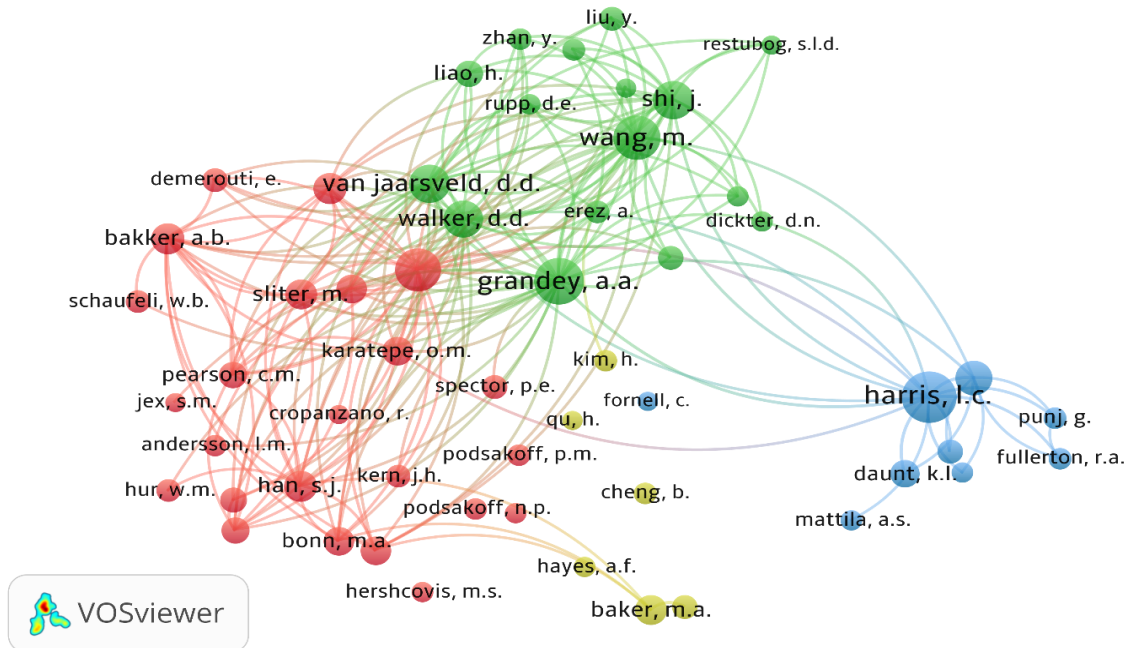 liu, y.
zhan, y.
restubog, s.l.d.
liao, h.
rupp, d.e.
shi, j.
wang, m.
demerouti, e.
van jaarsveld, d.d.
walker, d.d.
erez, a.
dickter, d.n.
bakker, a.b.
schaufeli, w.b.
sliter, m.
grandey, a.a.
karatepe, o.m.
kim, h.
pearson, c.m.
spector, p.e.
fornell, c.
harris, l.c.
jex, s.m.
cropanzano, r.
qu, h.
punj, g.
andersson, l.m.
podsakoff, p.m.
fullerton, r.a.
hur, w.m.
han, s.j.
kern, j.h.
daunt, k.l.
cheng, b.
podsakoff, n.p.
mattila, a.s.
bonn, m.a.
hayes, a.f.
hershcovis, m.s.
baker, m.a.
VOSviewer